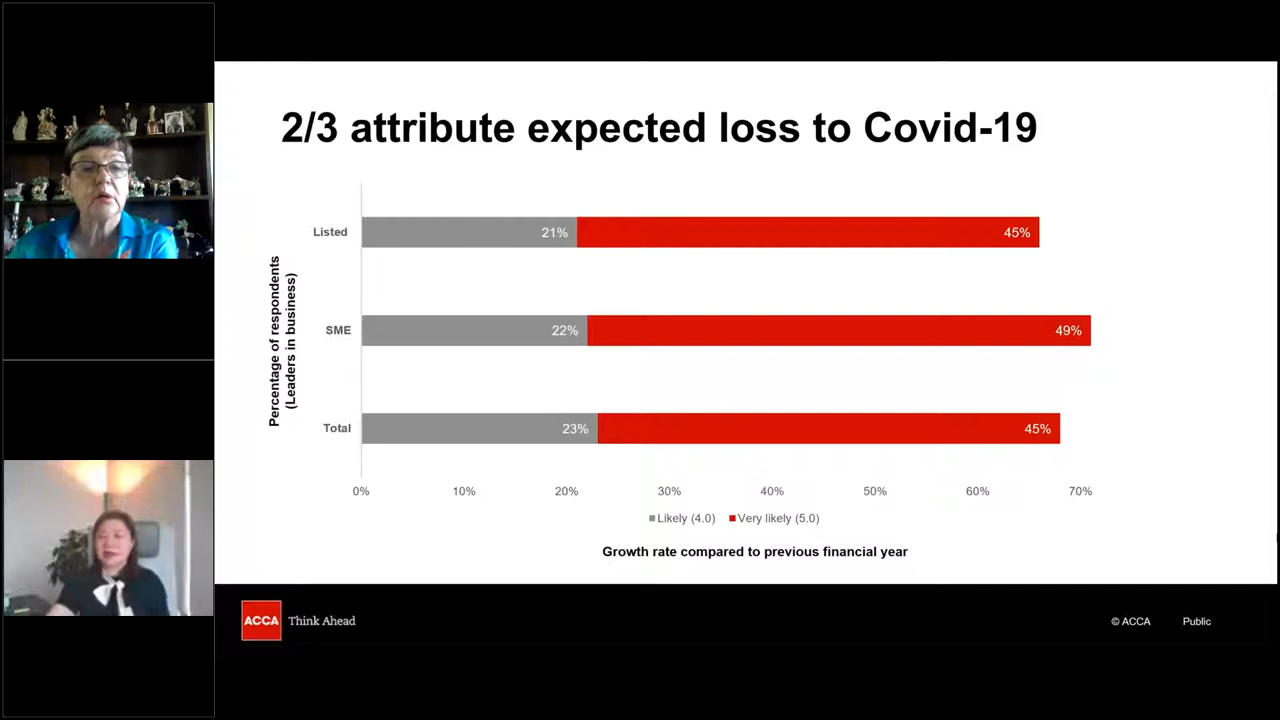 2/3 attribute expected loss to Covid-19
Percentage of respondents
(Leaders in business)
Listed
21%
45%
SME
22%
49%
Total
23%
45%
0% 10% 20% 30% 40% 50% 60% 70%
Likely (4.0) Very likely (5.0)
Growth rate compared to previous financial year
ACCA Think Ahead
© ACCA Public